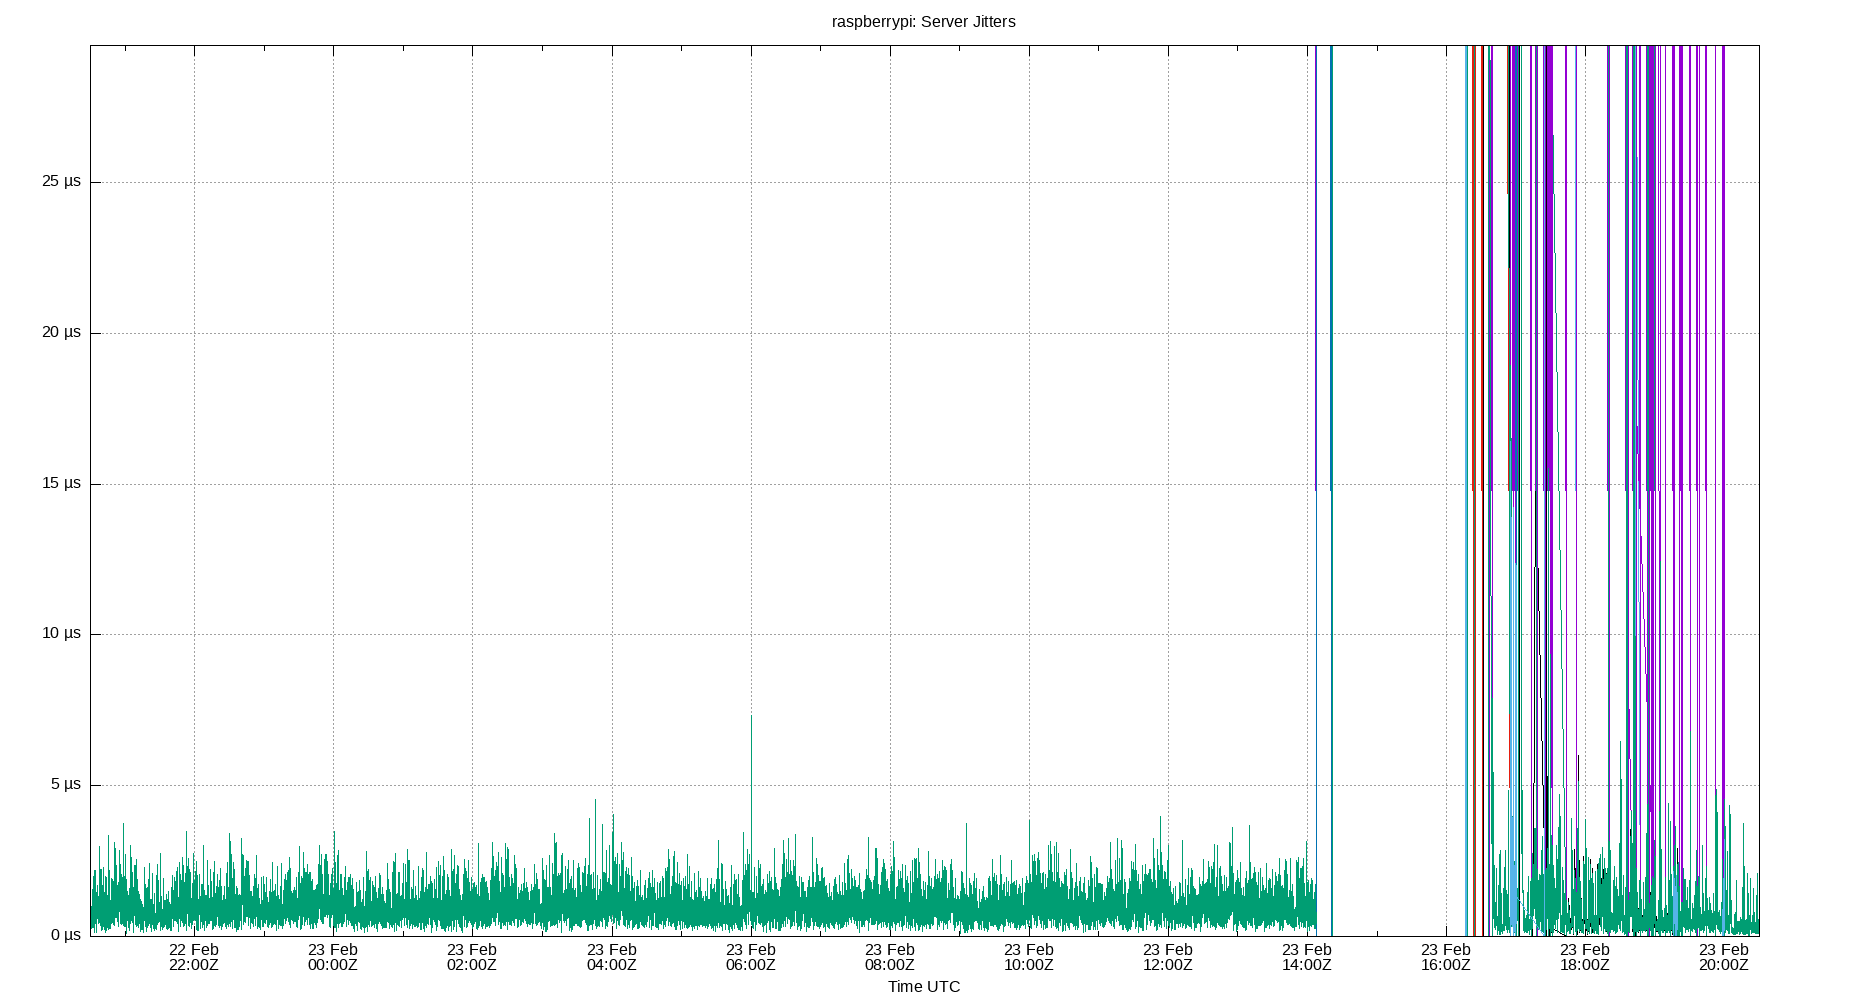 raspberrypi: Server Jitters
25 µs
20 µs
15 µs
10 µs
5 µs
0 µs
22 Feb 23 Feb 23 Feb 23 Feb 23 Feb 23 Feb 23 Feb 23 Feb 23 Feb 23 Feb 23 Feb 23 Feb
22:00Z 00:00Z 02:00Z 04:00Z 06:00Z 08:00Z 10:00Z 12:00Z 14:00Z 16:00Z 18:00Z 20:00Z
Time UTC